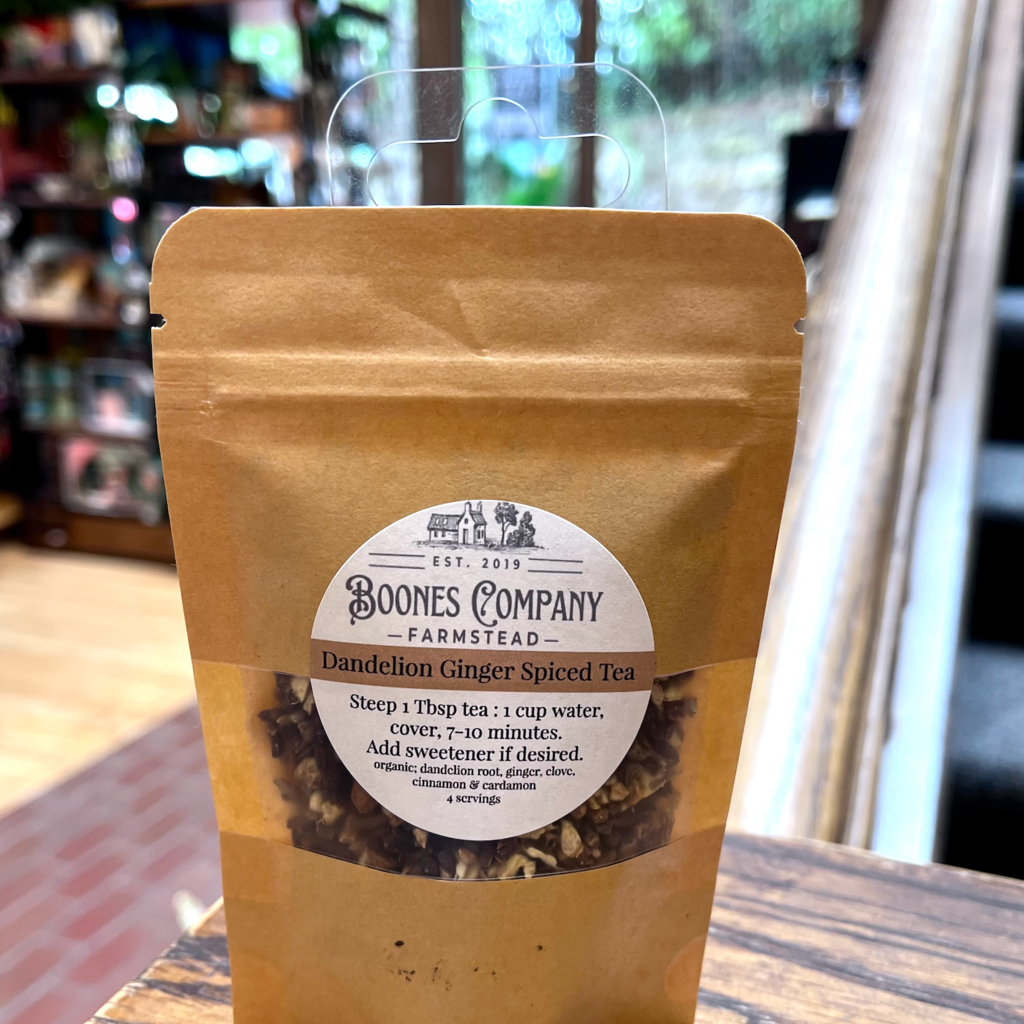 EST. 2019
BOONES COMPANY
FARMSTEAD
Dandelion Ginger Spiced Tea
Steep 1 Tbsp tea : 1 cup water,
cover, 7-10 minutes.
Add sweetener if desired.
organic; dandelion root, ginger, clove,
cinnamon & cardamon
4 servings